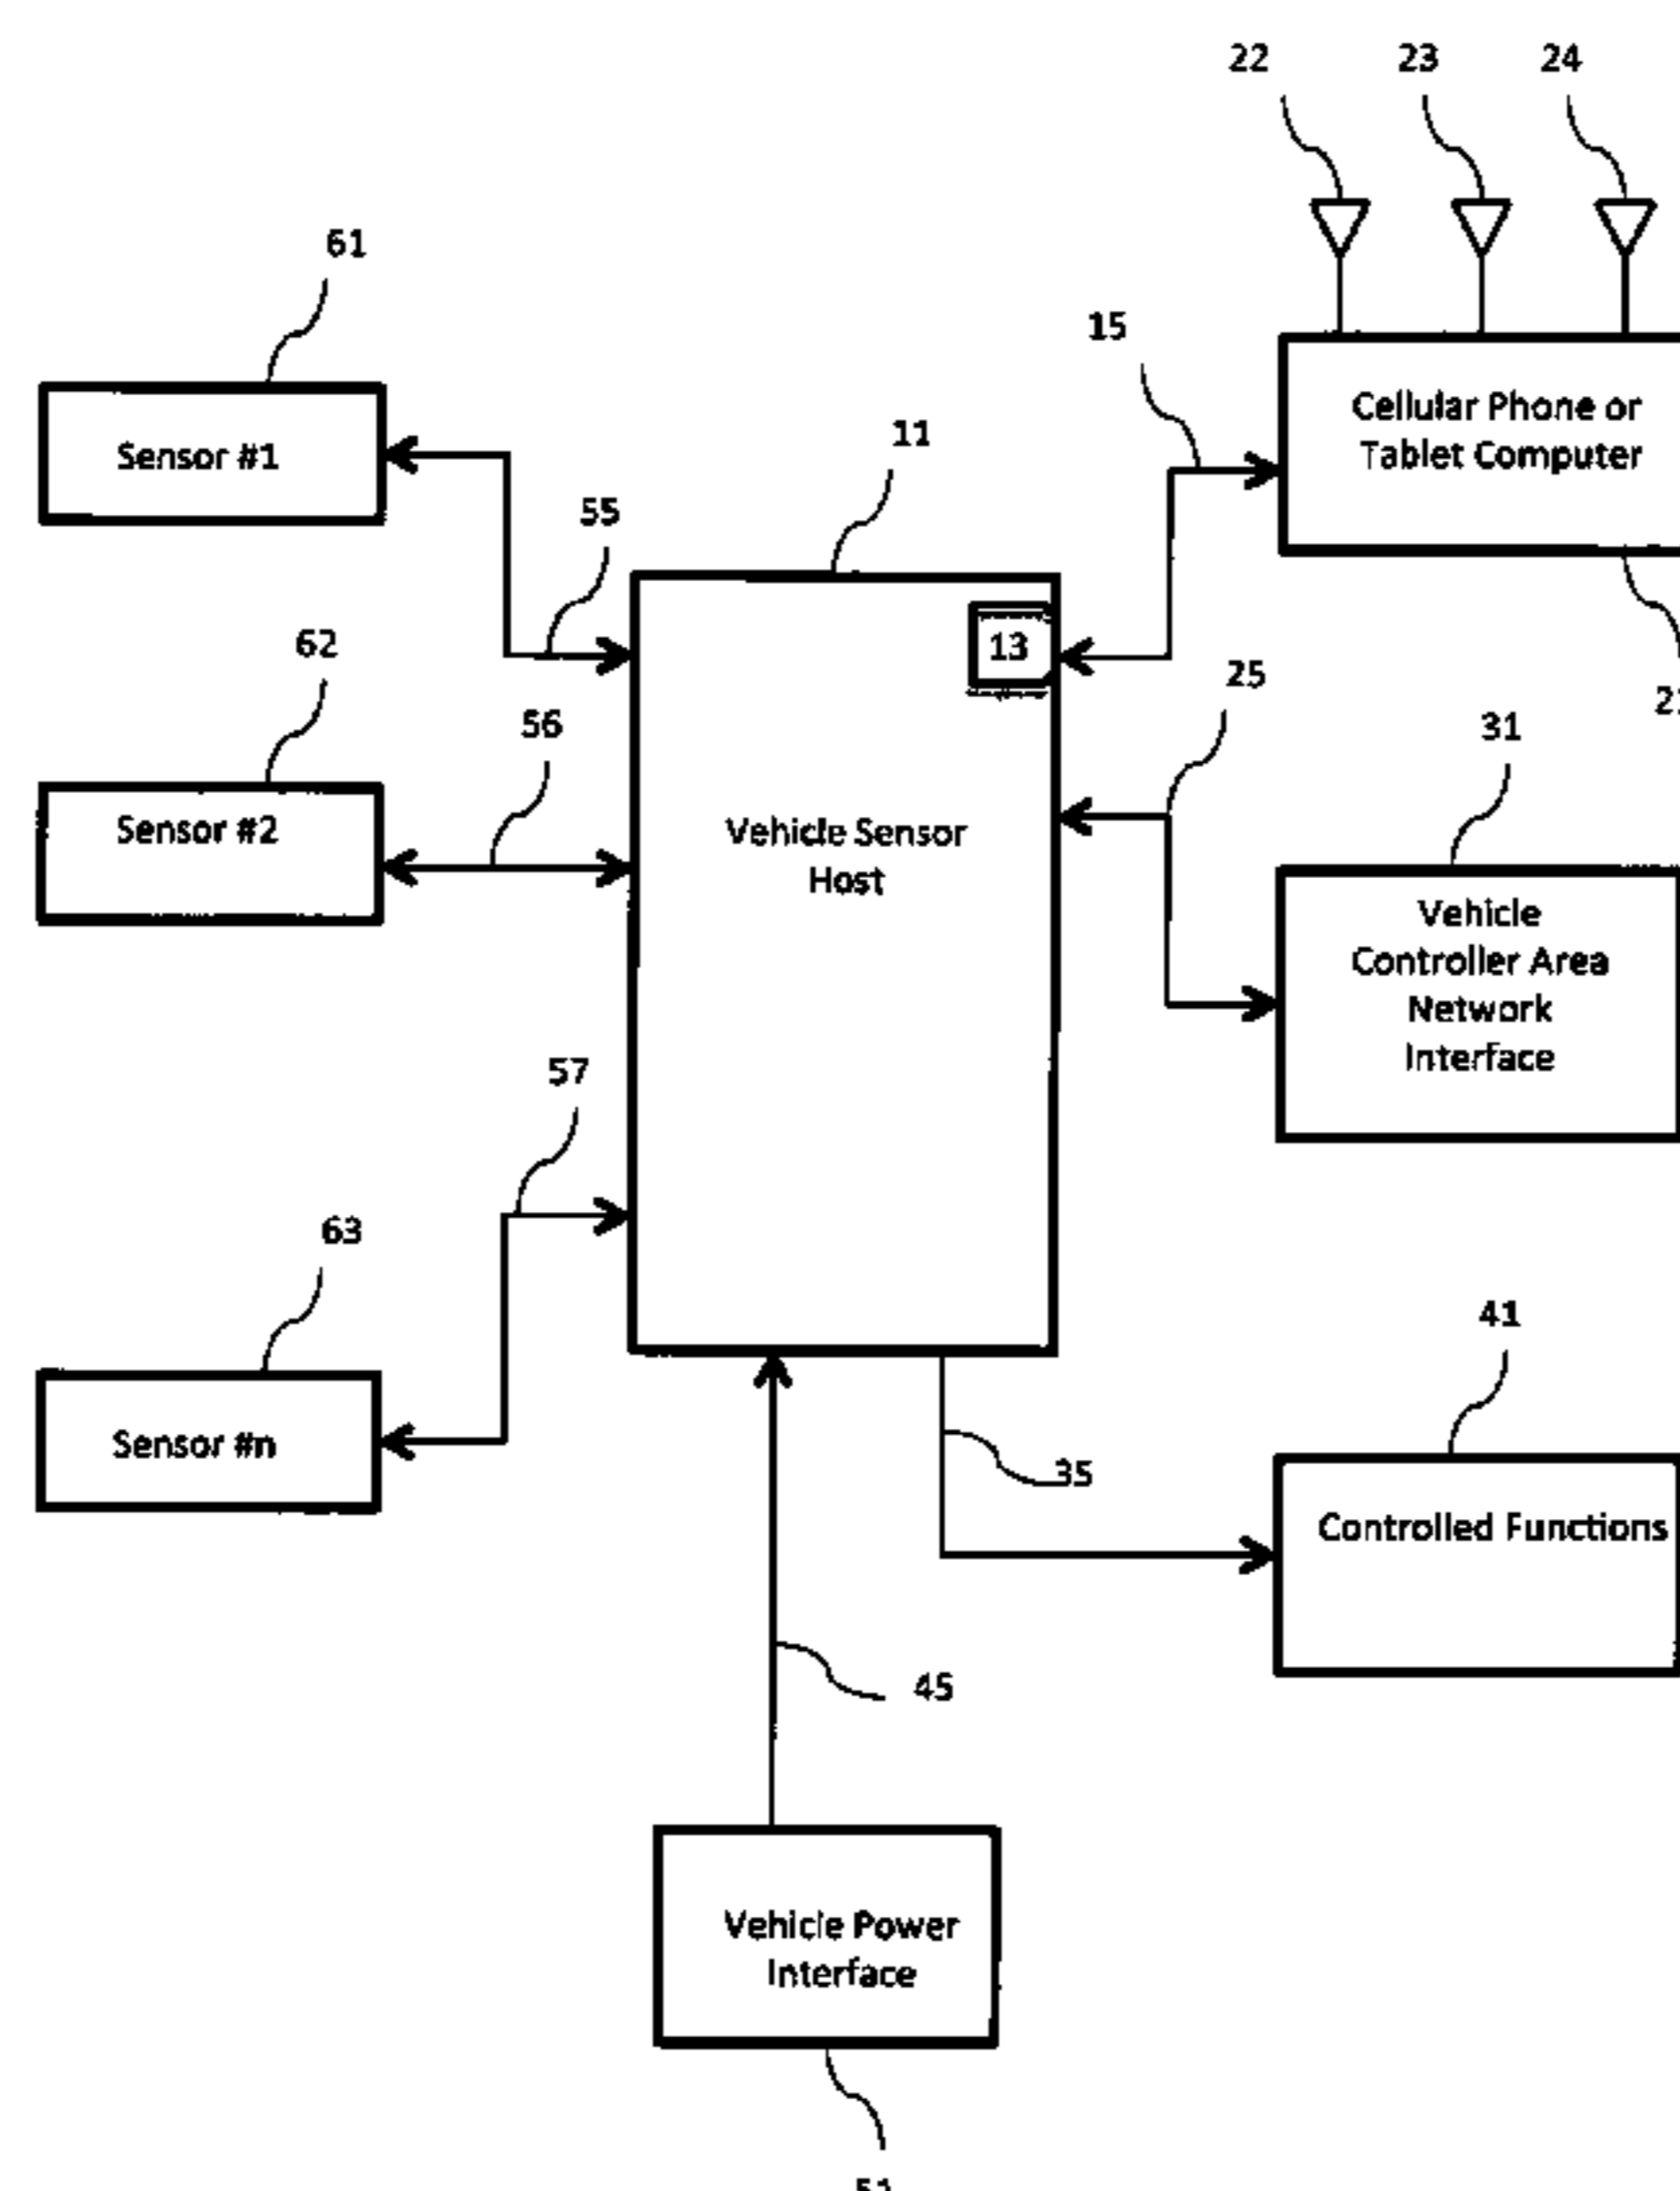 22
23
24
61
15
Cellular Phone or
Tablet Computer
11
Sensor #1
55
13
62
25
56
31
Sensor #2
Vehicle Sensor
Host
Vehicle
Controller Area
Network
Interface
57
63
41
Sensor #n
35
Controlled Functions
45
Vehicle Power
Interface